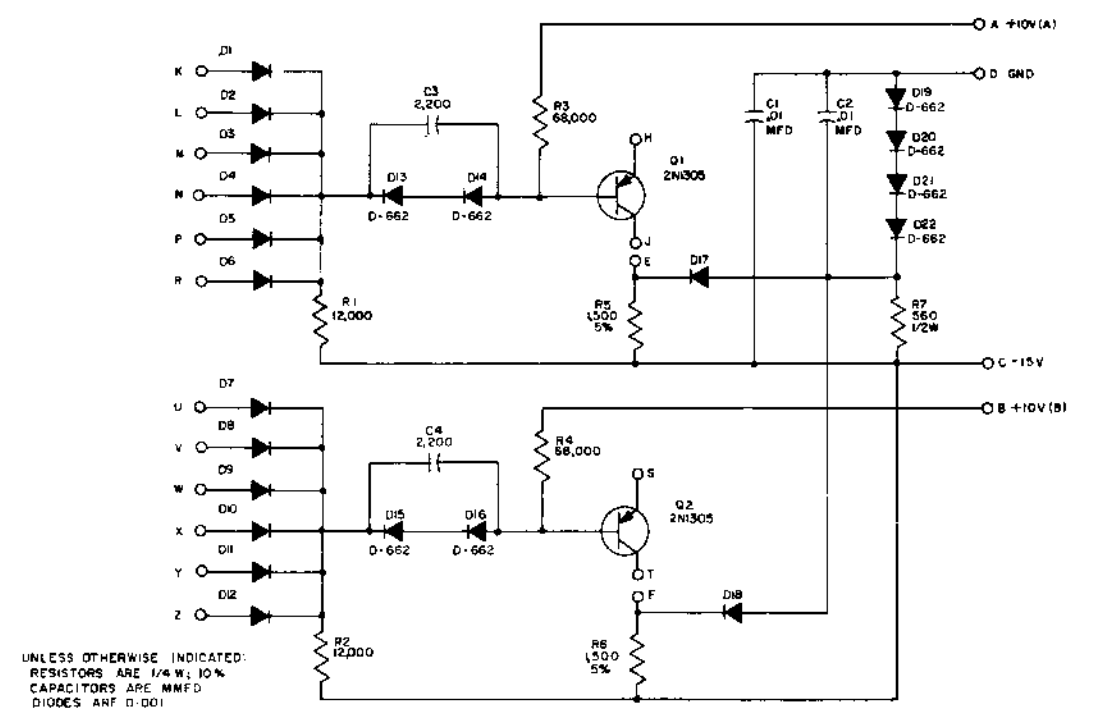 A +10V(A)
D1
K
D GND
D2
L
C3
2,200
R3
68,000
C1
.01
MFD
C2
.01
MFD
D19
D-662
D3
M
H
D20
D-662
D4
N
D13
D-662
D14
D-662
Q1
2N1305
D21
D-662
D5
P
J
D22
D-662
D6
R
E
D17
R1
12,000
R5
1,500
5%
R7
560
1/2W
C -15V
D7
U
B +10V(B)
D8
V
C4
2,200
R4
68,000
D9
W
S
D10
X
D15
D-662
D16
D-662
Q2
2N1305
D11
Y
T
D12
Z
F
D18
R2
12,000
R6
1,500
5%
UNLESS OTHERWISE INDICATED:
RESISTORS ARE 1/4 W; 10%
CAPACITORS ARE MMFD
DIODES ARE D-001